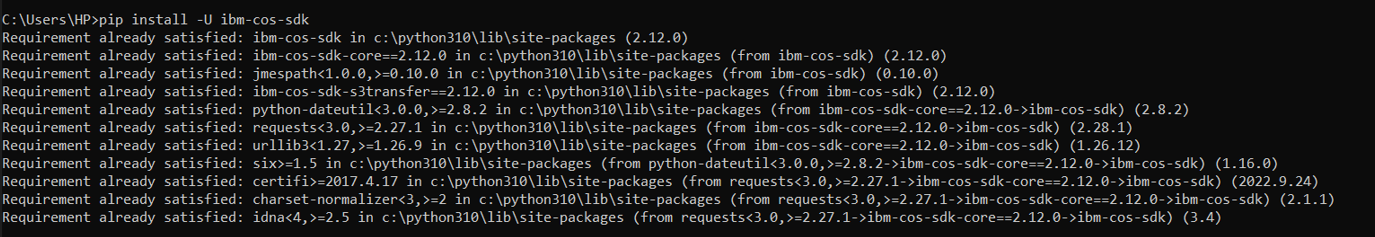 C:\Users\HP>pip install -U ibm-cos-sdk
Requirement already satisfied: ibm-cos-sdk in c:\python310\lib\site-packages (2.12.0)
Requirement already satisfied: ibm-cos-sdk-core==2.12.0 in c:\python310\lib\site-packages (from ibm-cos-sdk) (2.12.0)
Requirement already satisfied: jmespath<1.0.0,>=0.10.0 in c:\python310\lib\site-packages (from ibm-cos-sdk) (0.10.0)
Requirement already satisfied: ibm-cos-sdk-s3transfer==2.12.0 in c:\python310\lib\site-packages (from ibm-cos-sdk) (2.12.0)
Requirement already satisfied: python-dateutil<3.0.0,>=2.8.2 in c:\python310\lib\site-packages (from ibm-cos-sdk-core==2.12.0->ibm-cos-sdk) (2.8.2)
Requirement already satisfied: requests<3.0,>=2.27.1 in c:\python310\lib\site-packages (from ibm-cos-sdk-core==2.12.0->ibm-cos-sdk) (2.28.1)
Requirement already satisfied: urllib3<1.27,>=1.26.9 in c:\python310\lib\site-packages (from ibm-cos-sdk-core==2.12.0->ibm-cos-sdk) (1.26.12)
Requirement already satisfied: six>=1.5 in c:\python310\lib\site-packages (from python-dateutil<3.0.0,>=2.8.2->ibm-cos-sdk-core==2.12.0->ibm-cos-sdk) (1.16.0)
Requirement already satisfied: certifi>=2017.4.17 in c:\python310\lib\site-packages (from requests<3.0,>=2.27.1->ibm-cos-sdk-core==2.12.0->ibm-cos-sdk) (2022.9.24)
Requirement already satisfied: charset-normalizer<3,>=2 in c:\python310\lib\site-packages (from requests<3.0,>=2.27.1->ibm-cos-sdk-core==2.12.0->ibm-cos-sdk) (2.1.1)
Requirement already satisfied: idna<4,>=2.5 in c:\python310\lib\site-packages (from requests<3.0,>=2.27.1->ibm-cos-sdk-core==2.12.0->ibm-cos-sdk) (3.4)